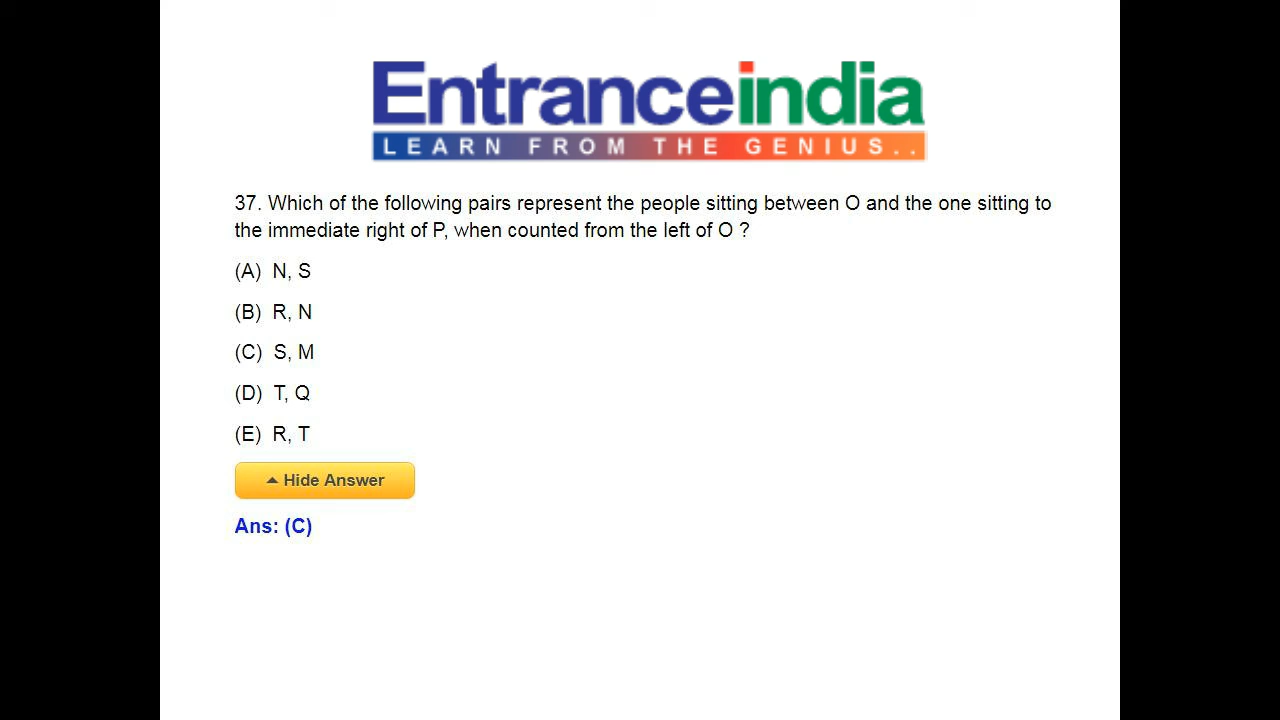 Entranceindia
LEARN FROM THE GENIUS..
37. Which of the following pairs represent the people sitting between O and the one sitting to
the immediate right of P, when counted from the left of O ?
(A) N, S
(B) R, N
(C) S, M
(D) T, Q
(E) R, T
Hide Answer
Ans: (C)